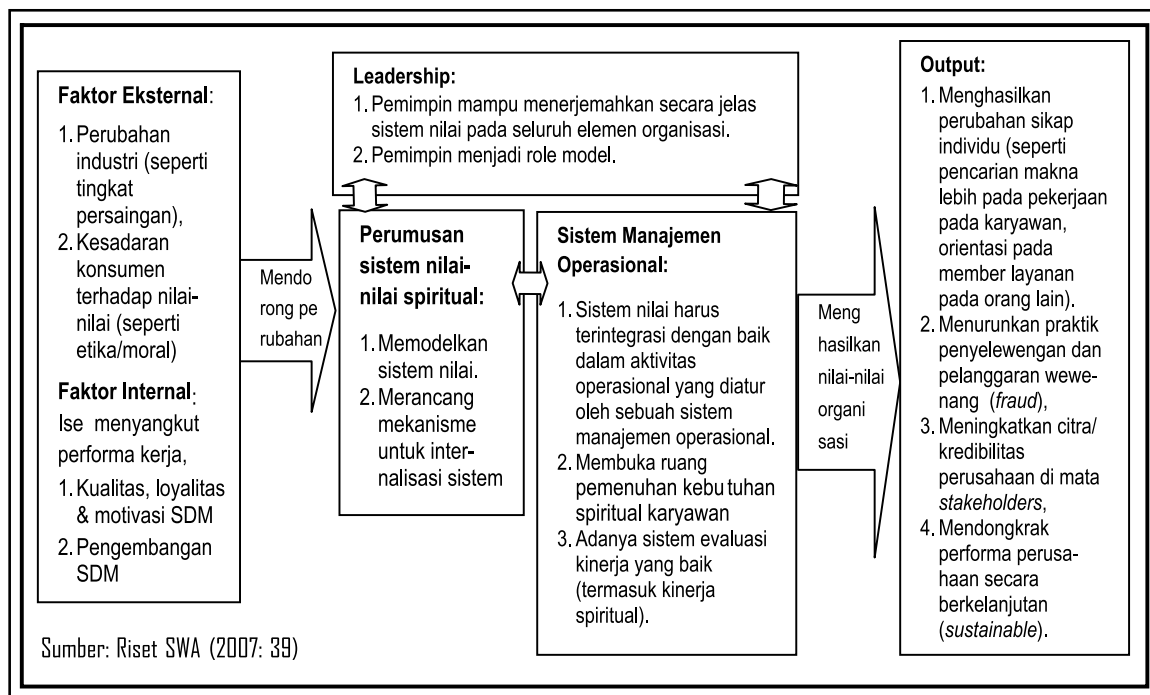 Faktor Eksternal:
1. Perubahan
industri (seperti
tingkat
persaingan),
2. Kesadaran
konsumen
terhadap nilai-
nilai (seperti
etika/moral)
Faktor Internal:
Ise menyangkut
performa kerja,
1. Kualitas, loyalitas
& motivasi SDM
2. Pengembangan
SDM
Mendo
rong pe
rubahan
Leadership:
1. Pemimpin mampu menerjemahkan secara jelas
sistem nilai pada seluruh elemen organisasi.
2. Pemimpin menjadi role model.
Perumusan
sistem nilai-
nilai spiritual:
1. Memodelkan
sistem nilai.
2. Merancang
mekanisme
untuk inter-
nalisasi sistem
Sistem Manajemen
Operasional:
1. Sistem nilai harus
terintegrasi dengan baik
dalam aktivitas
operasional yang diatur
oleh sebuah sistem
manajemen operasional.
2. Membuka ruang
pemenuhan kebu tuhan
spiritual karyawan
3. Adanya sistem evaluasi
kinerja yang baik
(termasuk kinerja
spiritual).
Meng
hasilkan
nilai-nilai
organi
sasi
Output:
1. Menghasilkan
perubahan sikap
individu (seperti
pencarian makna
lebih pada pekerjaan
pada karyawan,
orientasi pada
member layanan
pada orang lain).
2. Menurunkan praktik
penyelewengan dan
pelanggaran wewe-
nang (fraud),
3. Meningkatkan citra/
kredibilitas
perusahaan di mata
stakeholders,
4. Mendongkrak
performa perusa-
haan secara
berkelanjutan
(sustainable).
Sumber: Riset SWA (2007: 39)